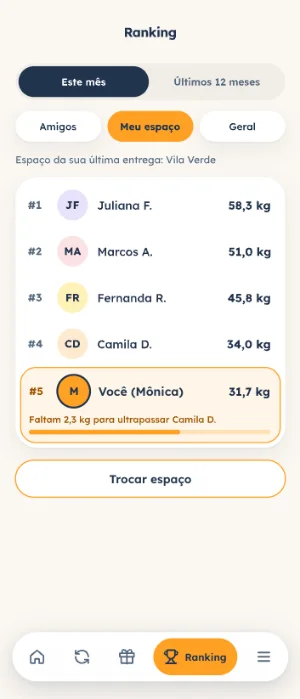 Ranking
Este mês
Últimos 12 meses
Amigos
Meu espaço
Geral
Espaço da sua última entrega: Vila Verde
#1 JF Juliana F. 58,3 kg
#2 MA Marcos A. 51,0 kg
#3 FR Fernanda R. 45,8 kg
#4 CD Camila D. 34,0 kg
#5 M Você (Mônica) 31,7 kg
Faltam 2,3 kg para ultrapassar Camila D.
Trocar espaço
Ranking